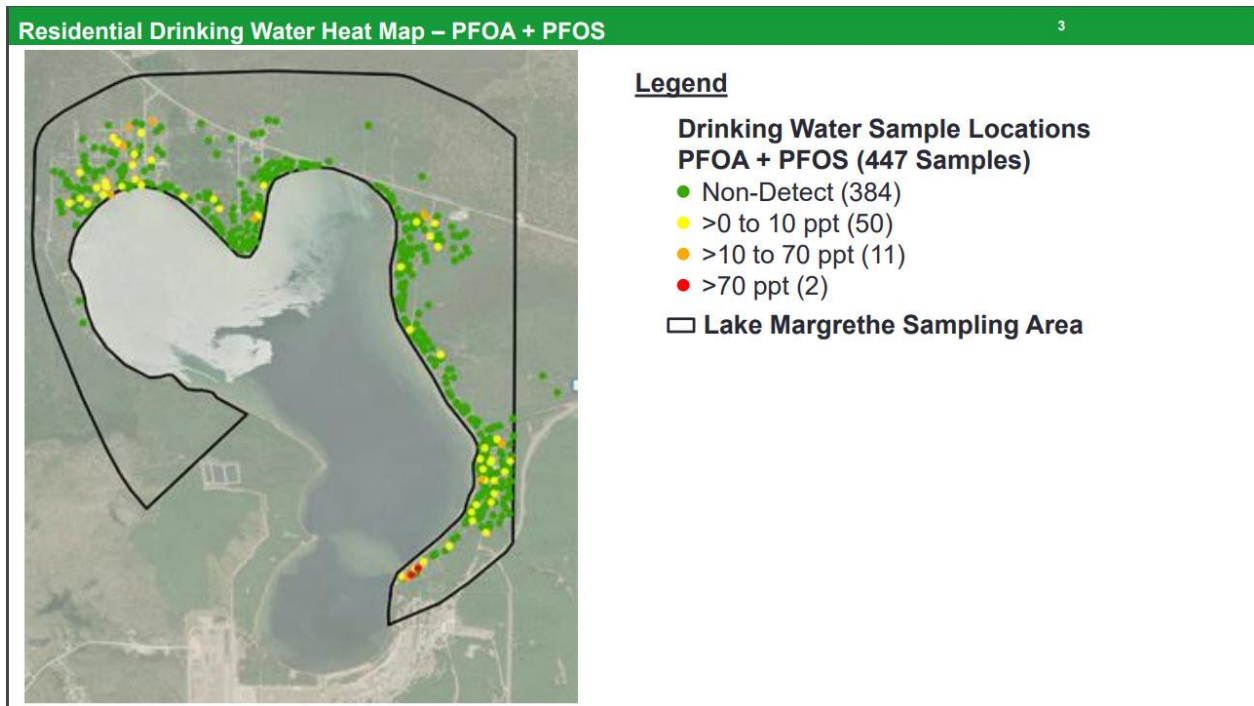 Residential Drinking Water Heat Map – PFOA + PFOS
3
Legend
Drinking Water Sample Locations
PFOA + PFOS (447 Samples)
Non-Detect (384)
>0 to 10 ppt (50)
>10 to 70 ppt (11)
>70 ppt (2)
Lake Margrethe Sampling Area